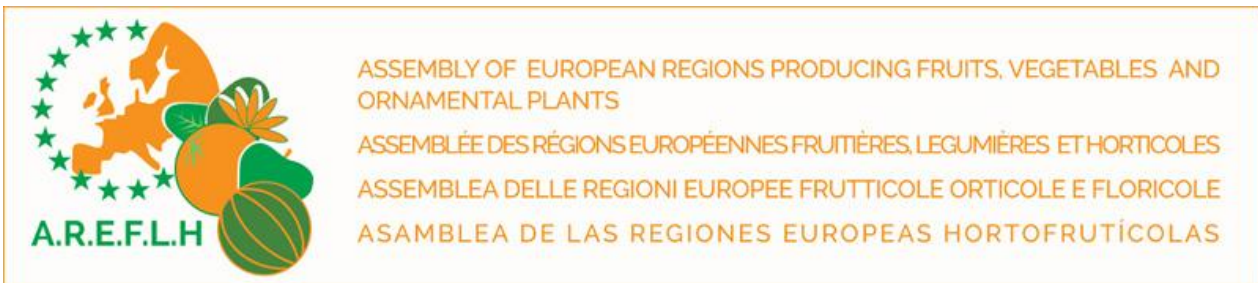 A.R.E.F.L.H
ASSEMBLY OF EUROPEAN REGIONS PRODUCING FRUITS, VEGETABLES AND
ORNAMENTAL PLANTS
ASSEMBLÉE DES RÉGIONS EUROPÉENNES FRUITIÈRES, LEGUMIÈRES ET HORTICOLES
ASSEMBLEA DELLE REGIONI EUROPEE FRUTTICOLE ORTICOLE E FLORICOLE
ASAMBLEA DE LAS REGIONES EUROPEAS HORTOFRUTÍCOLAS